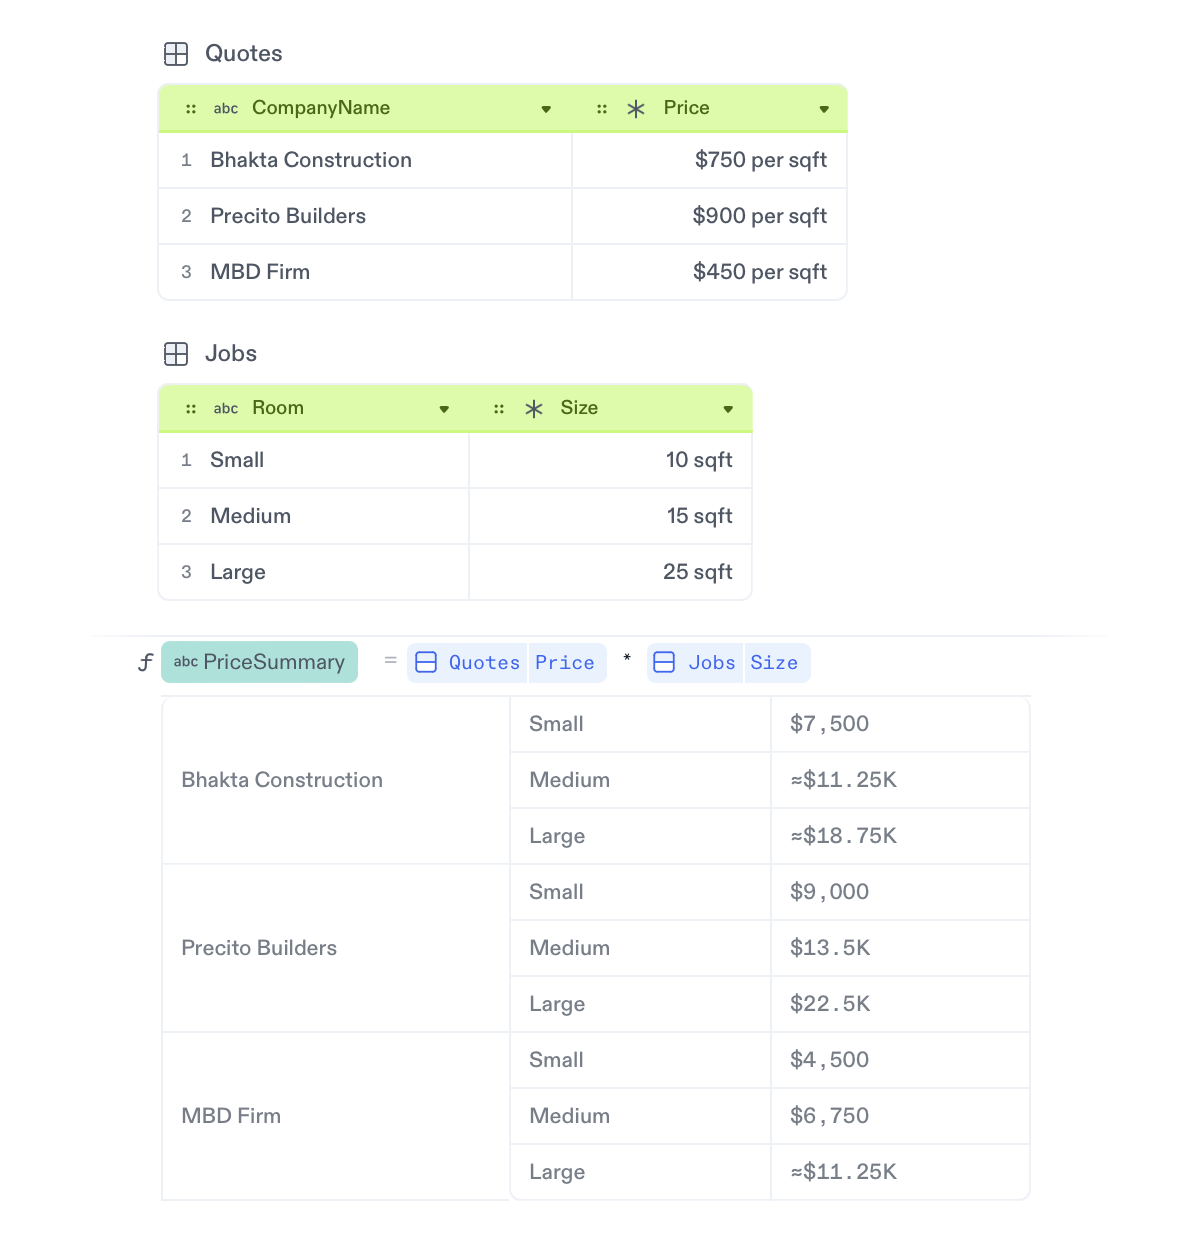 Quotes
abc CompanyName Price
1 Bhakta Construction $750 per sqft
2 Precito Builders $900 per sqft
3 MBD Firm $450 per sqft
Jobs
abc Room Size
1 Small 10 sqft
2 Medium 15 sqft
3 Large 25 sqft
ƒ abc PriceSummary = Quotes Price * Jobs Size
Small $7,500
Bhakta Construction Medium ≈$11.25K
Large ≈$18.75K
Small $9,000
Precito Builders Medium $13.5K
Large $22.5K
Small $4,500
MBD Firm Medium $6,750
Large ≈$11.25K